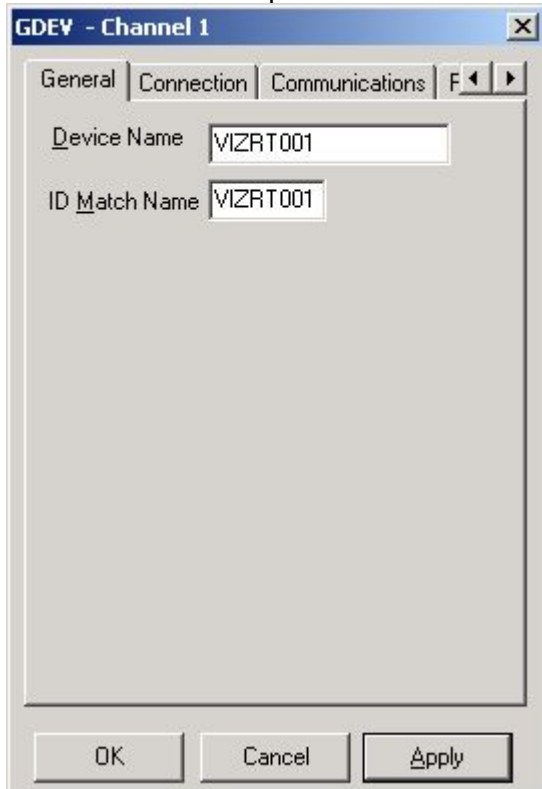 GDEV - Channel 1
General Connection Communications
Device Name VIZRT001
ID Match Name VIZRT001
OK Cancel Apply